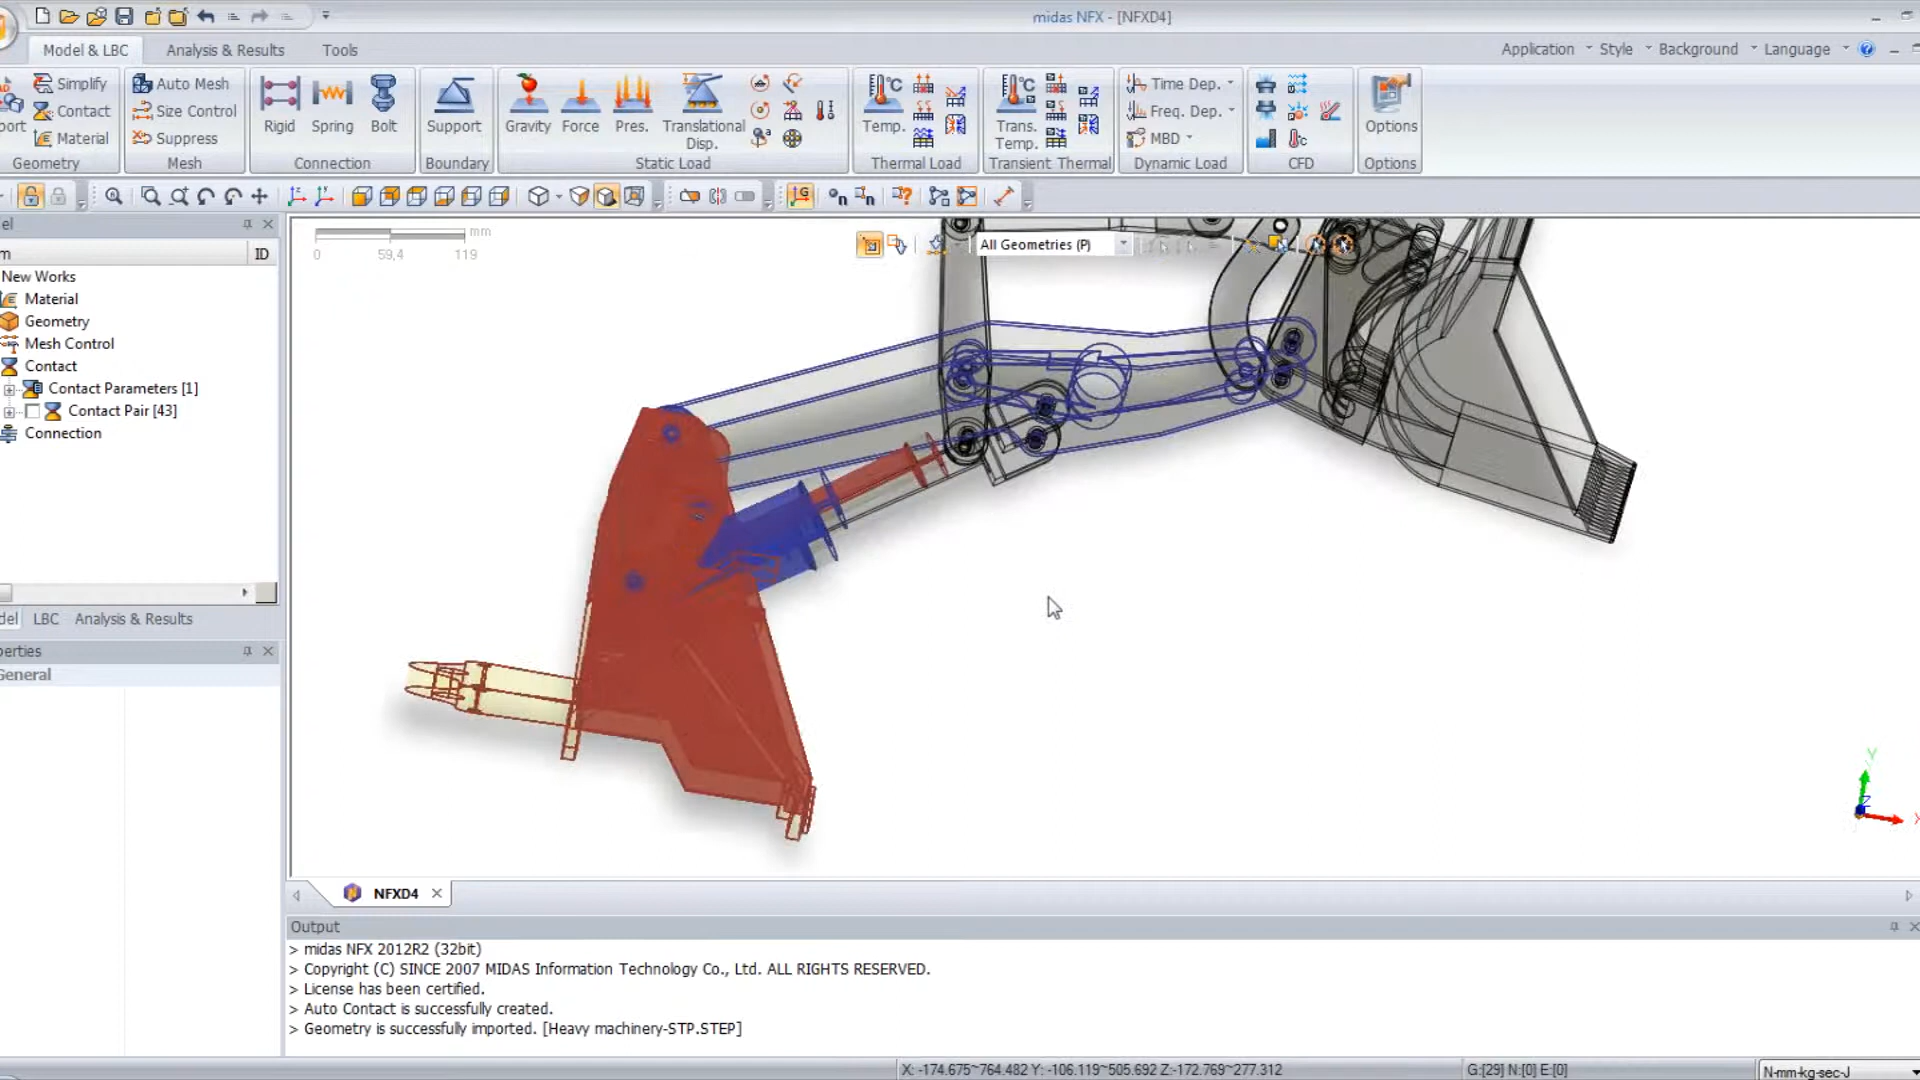 midas NFX - [NFXD4]
Model & LBC Analysis & Results Tools
Application Style Background Language
Simplify
Contact
Material
Geometry
Auto Mesh
Size Control
Suppress
Mesh
Rigid Spring Bolt
Connection
Support
Boundary
Gravity Force Pres. Translational Disp.
Static Load
Temp.
Thermal Load
Trans. Temp.
Transient Thermal
Time Dep.
Freq. Dep.
MBD
Dynamic Load
CFD
Options
Options
ID
New Works
Material
Geometry
Mesh Control
Contact
Contact Parameters [1]
Contact Pair [43]
Connection
LBC Analysis & Results
General
mm
0 59,4 119
All Geometries (P)
Y
Z
NFXD4
Output
> midas NFX 2012R2 (32bit)
> Copyright (C) SINCE 2007 MIDAS Information Technology Co., Ltd. ALL RIGHTS RESERVED.
> License has been certified.
> Auto Contact is successfully created.
> Geometry is successfully imported. [Heavy machinery-STP.STEP]
X: -174.675~764.482 Y: -106.119~505.692 Z:-172.769~277.312
G:[29] N:[0] E:[0]
N-mm-kg-sec-J